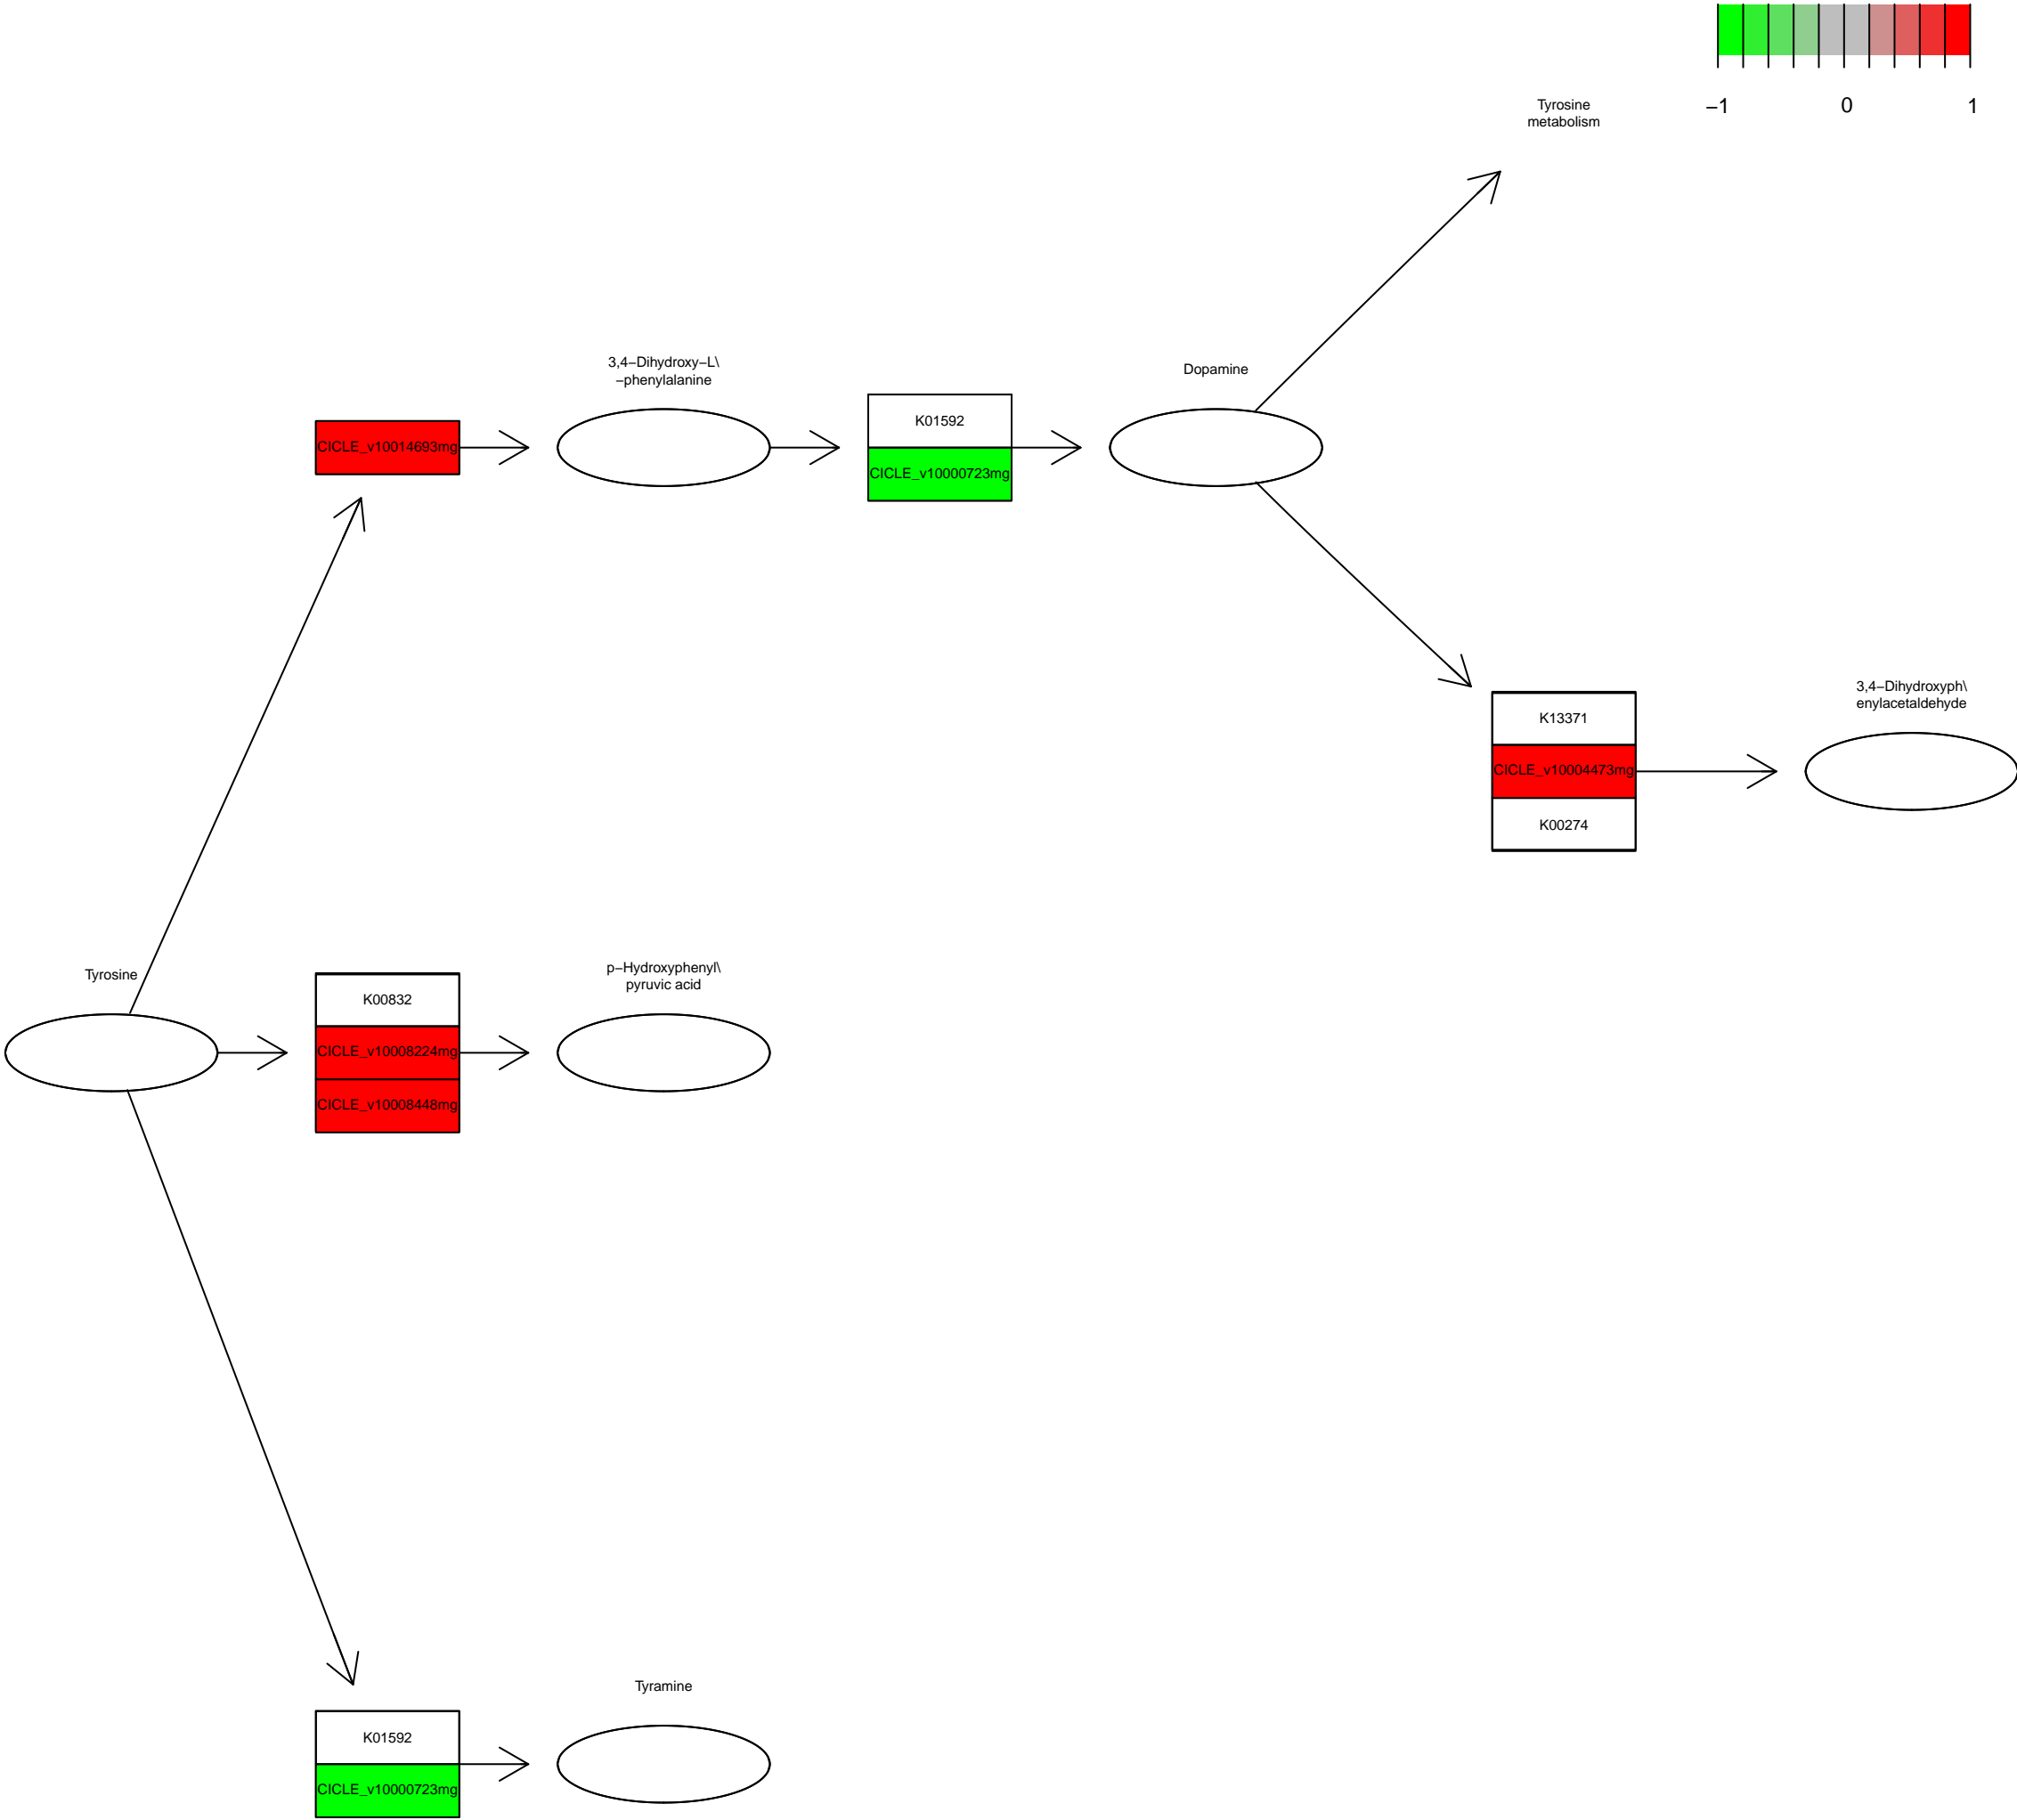 −1 0 1
Tyrosine
metabolism
3,4−Dihydroxy−L\
−phenylalanine
Dopamine
K01592
CICLE_v10014693mg
CICLE_v10000723mg
3,4−Dihydroxyph\
enylacetaldehyde
K13371
CICLE_v10004473mg
K00274
Tyrosine
p−Hydroxyphenyl\
pyruvic acid
K00832
CICLE_v10008224mg
CICLE_v10008448mg
Tyramine
K01592
CICLE_v10000723mg